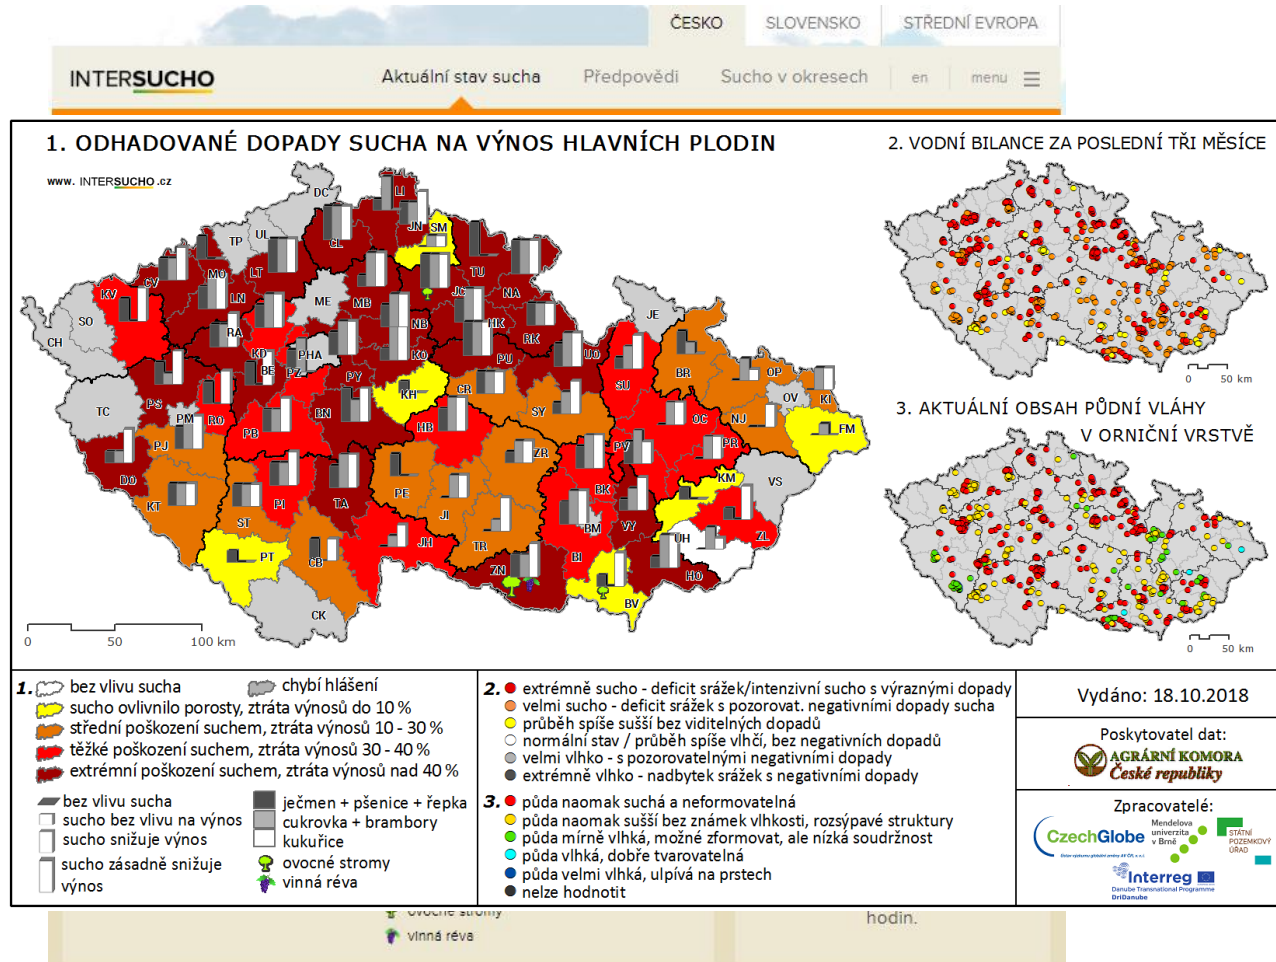 ČESKO
SLOVENSKO
STŘEDNÍ EVROPA
INTERSUCHO
Aktuální stav sucha
Předpovědi
Sucho v okresech
en
menu
1. ODHADOVANÉ DOPADY SUCHA NA VÝNOS HLAVNÍCH PLODIN
www. INTERSUCHO.cz
DC
LI
JN
SM
UL
TP
CL
TU
CV
MO
LT
KV
LN
ME
MB
JC
NA
SO
RA
NB
HK
JE
CH
KD
PHA
RK
BE
PZ
KO
PU
UO
PY
BR
OP
PS
KH
CR
SU
OV
KI
TC
PM
RO
BN
SY
NJ
FM
PB
HB
OC
PJ
PV
PR
ZR
DO
KM
VS
KT
PI
TA
PE
BK
ST
JI
VY
BM
ZL
TR
JH
UH
PT
CB
BI
ZN
HO
BV
CK
0 50 100 km
2. VODNÍ BILANCE ZA POSLEDNÍ TŘI MĚSÍCE
0 50 km
3. AKTUÁLNÍ OBSAH PŮDNÍ VLÁHY
V ORNIČNÍ VRSTVĚ
0 50 km
1. bez vlivu sucha
chybí hlášení
sucho ovlivnilo porosty, ztráta výnosů do 10 %
střední poškození suchem, ztráta výnosů 10 - 30 %
těžké poškození suchem, ztráta výnosů 30 - 40 %
extrémní poškození suchem, ztráta výnosů nad 40 %
bez vlivu sucha
sucho bez vlivu na výnos
sucho snižuje výnos
sucho zásadně snižuje
výnos
ječmen + pšenice + řepka
cukrovka + brambory
kukuřice
ovocné stromy
vinná réva
2. extrémně sucho - deficit srážek/intenzivní sucho s výraznými dopady
velmi sucho - deficit srážek s pozorovat. negativními dopady sucha
průběh spíše sušší bez viditelných dopadů
normální stav / průběh spíše vlhčí, bez negativních dopadů
velmi vlhko - s pozorovatelnými negativními dopady
extrémně vlhko - nadbytek srážek s negativními dopady
3. půda naomak suchá a neformovatelná
půda naomak sušší bez známek vlhkosti, rozsýpavé struktury
půda mírně vlhká, možné zformovat, ale nízká soudržnost
půda vlhká, dobře tvarovatelná
půda velmi vlhká, ulpívá na prstech
nelze hodnotit
Vydáno: 18.10.2018
Poskytovatel dat:
AGRÁRNÍ KOMORA
České republiky
Zpracovatelé:
CzechGlobe
Mendelova
univerzita
v Brně
STÁTNÍ
POZEMKOVÝ
ÚŘAD
Interreg
Danube Transnational Programme
DriDanube
ovocné stromy
vinná réva
hodin.